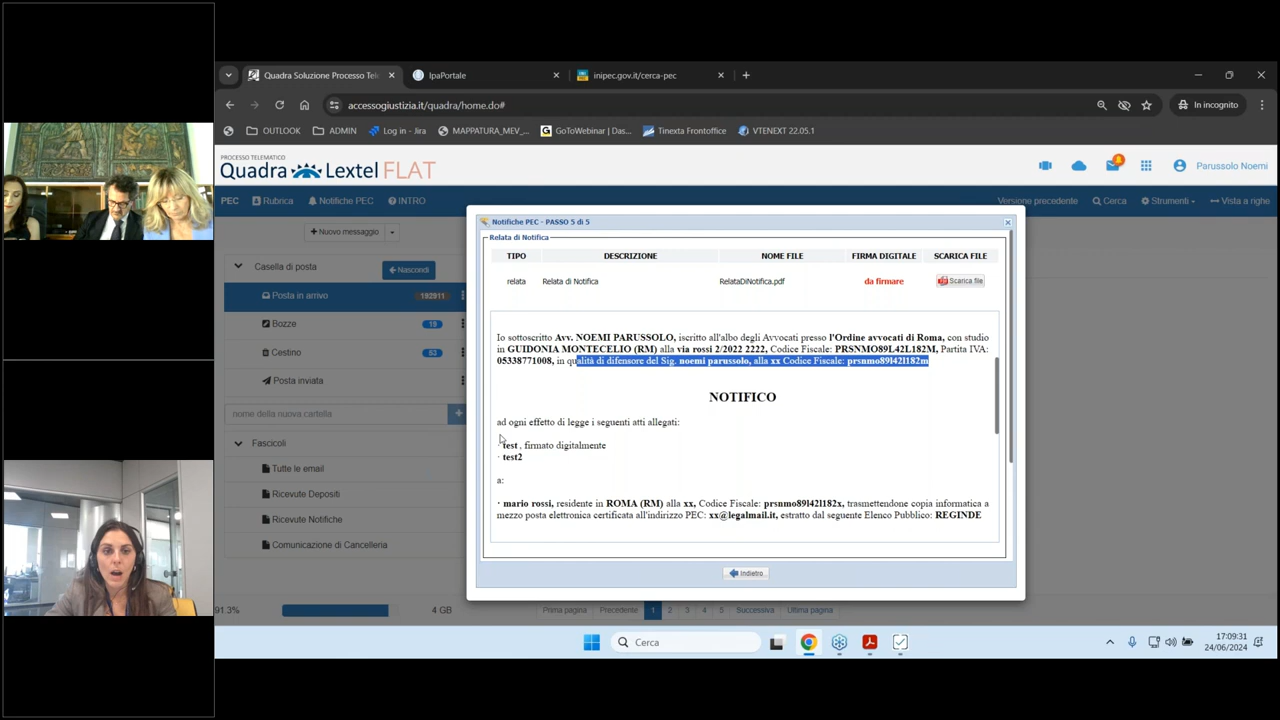 Quadra Soluzione Processo Tel
IpaPortale
inipec.gov.it/cerca-pec
accessogiustizia.it/quadra/home.do#
In incognito
OUTLOOK
ADMIN
Log in - Jira
MAPPATURA_MEV_...
GoToWebinar | Das...
Tinexta Frontoffice
VTENEXT 22.05.1
PROCESSO TELEMATICO
Quadra Lextel FLAT
Parussolo Noemi
PEC
Rubrica
Notifiche PEC
INTRO
Versione precedente
Cerca
Strumenti
Vista a righe
Nuovo messaggio
Casella di posta
Nascondi
Posta in arrivo
192911
Bozze
19
Cestino
53
Posta inviata
nome della nuova cartella
Fascicoli
Tutte le email
Ricevute Depositi
Ricevute Notifiche
Comunicazione di Cancelleria
91.3%
4 GB
Notifiche PEC - PASSO 5 di 5
Relata di Notifica
TIPO DESCRIZIONE NOME FILE FIRMA DIGITALE SCARICA FILE
relata Relata di Notifica RelataDiNotifica.pdf da firmare Scarica file
Io sottoscritto Avv. NOEMI PARUSSOLO, iscritto all'albo degli Avvocati presso l'Ordine avvocati di Roma, con studio
in GUIDONIA MONTECELIO (RM) alla via rossi 2/2022 2222, Codice Fiscale: PRSNMO89L42L182M, Partita IVA:
05338771008, in qualità di difensore del Sig. noemi parussolo, alla xx Codice Fiscale: prsnmo89l42l182m
NOTIFICO
ad ogni effetto di legge i seguenti atti allegati:
· test , firmato digitalmente
· test2
a:
· mario rossi, residente in ROMA (RM) alla xx, Codice Fiscale: prsnmo89l42l182x, trasmettendone copia informatica a
mezzo posta elettronica certificata all'indirizzo PEC: xx@legalmail.it, estratto dal seguente Elenco Pubblico: REGINDE
Indietro
Prima pagina Precedente 1 2 3 4 5 Successiva Ultima pagina
Cerca
17:09:31
24/06/2024